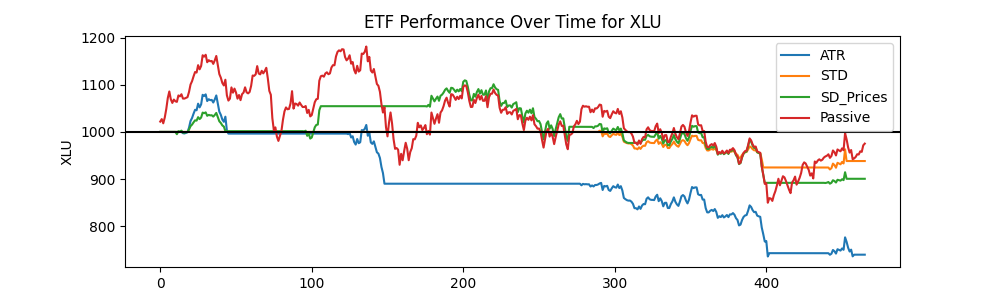 ETF Performance Over Time for XLU
1200
1100
1000
900
800
XLU
ATR
STD
SD_Prices
Passive
0
100
200
300
400